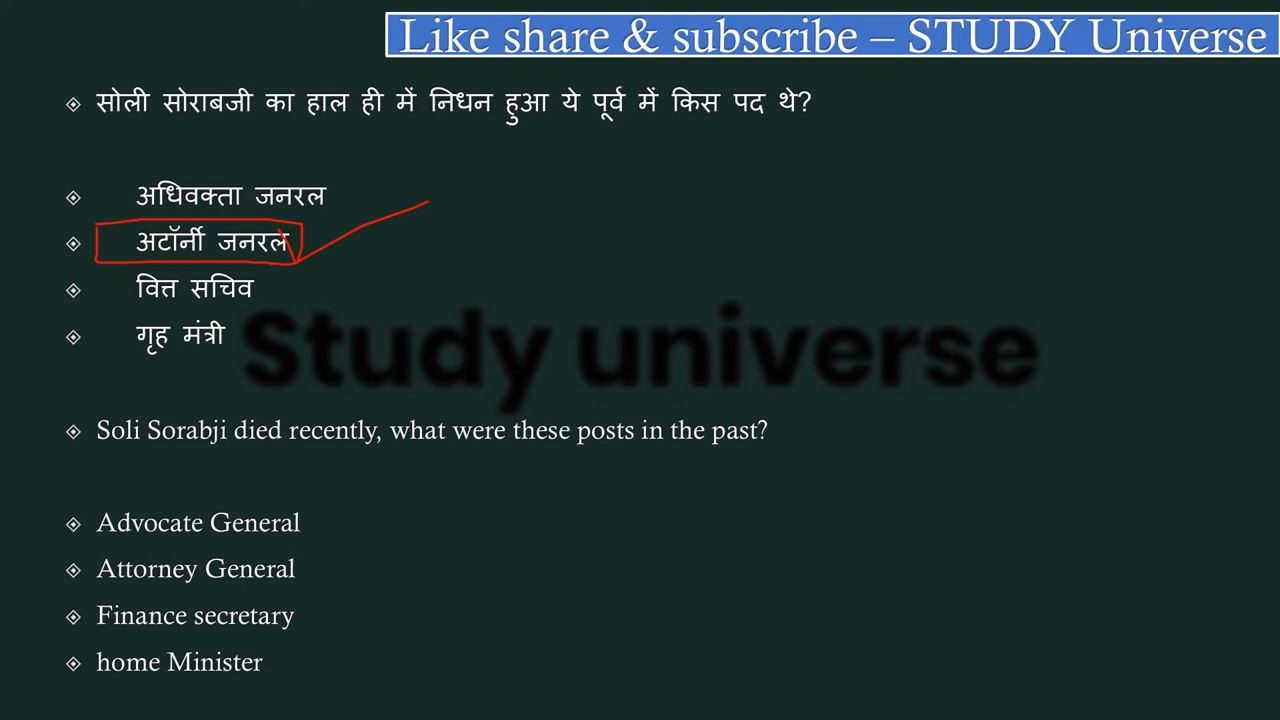 Like share & subscribe – STUDY Universe
सोली सोराबजी का हाल ही में निधन हुआ ये पूर्व में किस पद थे?
अधिवक्ता जनरल
अटॉर्नी जनरल
वित्त सचिव
गृह मंत्री
Study universe
Soli Sorabji died recently, what were these posts in the past?
Advocate General
Attorney General
Finance secretary
home Minister